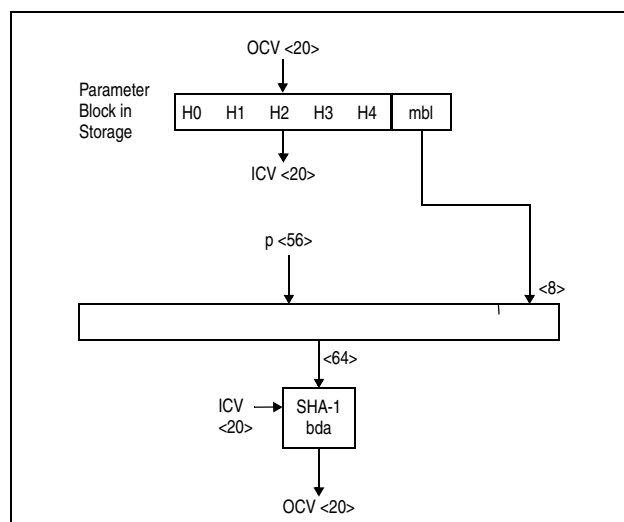 OCV <20>
Parameter
Block in
Storage
H0 H1 H2 H3 H4 mbl
ICV <20>
p <56>
<8>
<64>
ICV
<20>
SHA-1
bda
OCV <20>